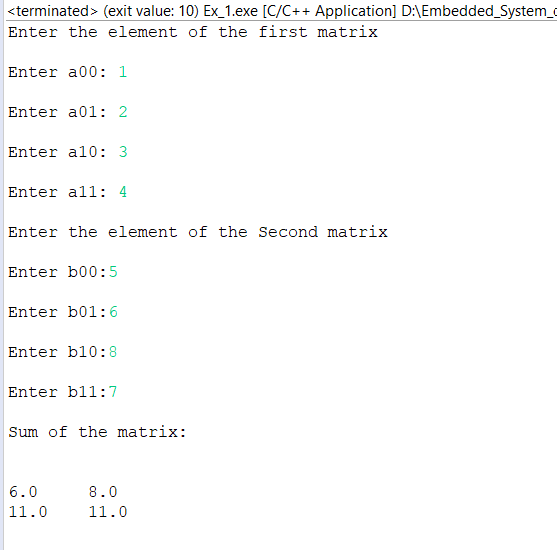 <terminated> (exit value: 10) Ex_1.exe [C/C++ Application] D:\Embedded_System_
Enter the element of the first matrix
Enter a00: 1
Enter a01: 2
Enter a10: 3
Enter a11: 4
Enter the element of the Second matrix
Enter b00:5
Enter b01:6
Enter b10:8
Enter b11:7
Sum of the matrix:
6.0 8.0
11.0 11.0